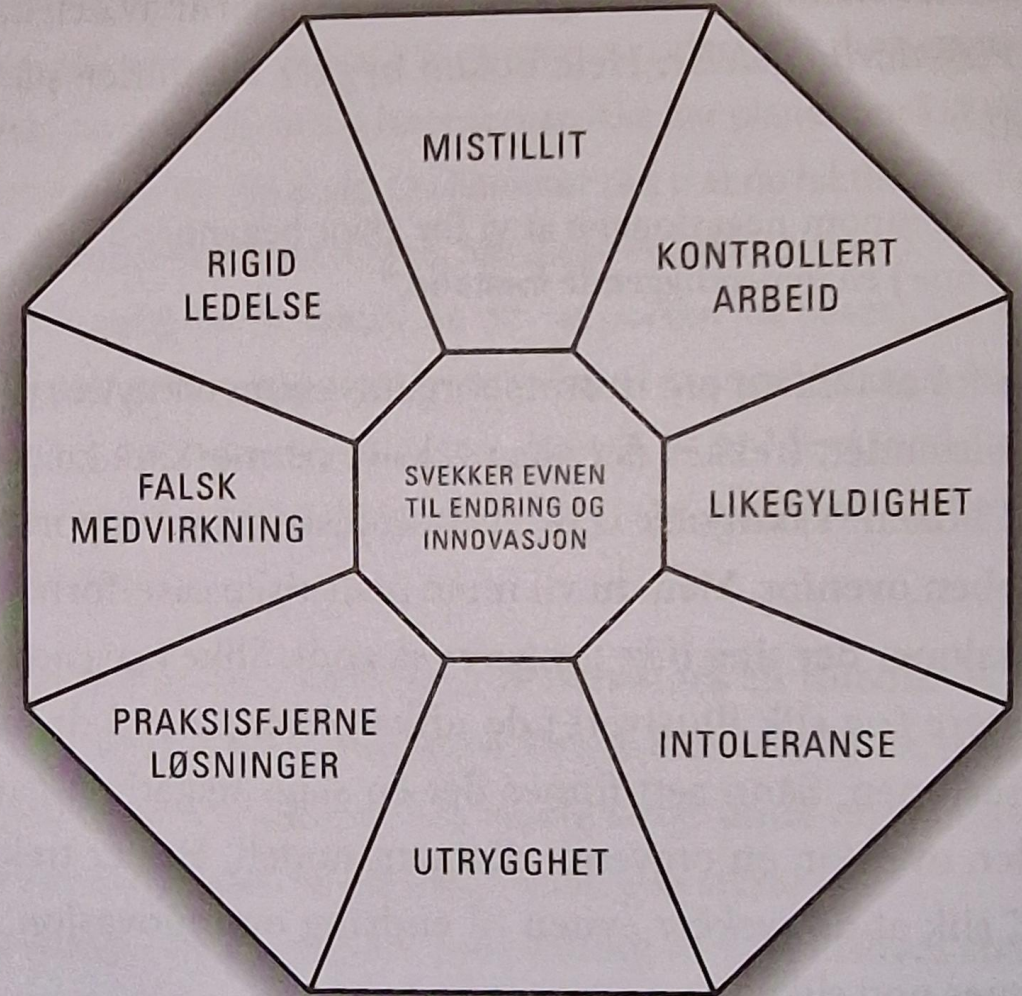 MISTILLIT
KONTROLLERT
ARBEID
LIKEGYLDIGHET
INTOLERANSE
UTRYGGHET
PRAKSISFJERNE
LØSNINGER
FALSK
MEDVIRKNING
RIGID
LEDELSE
SVEKKER EVNEN
TIL ENDRING OG
INNOVASJON